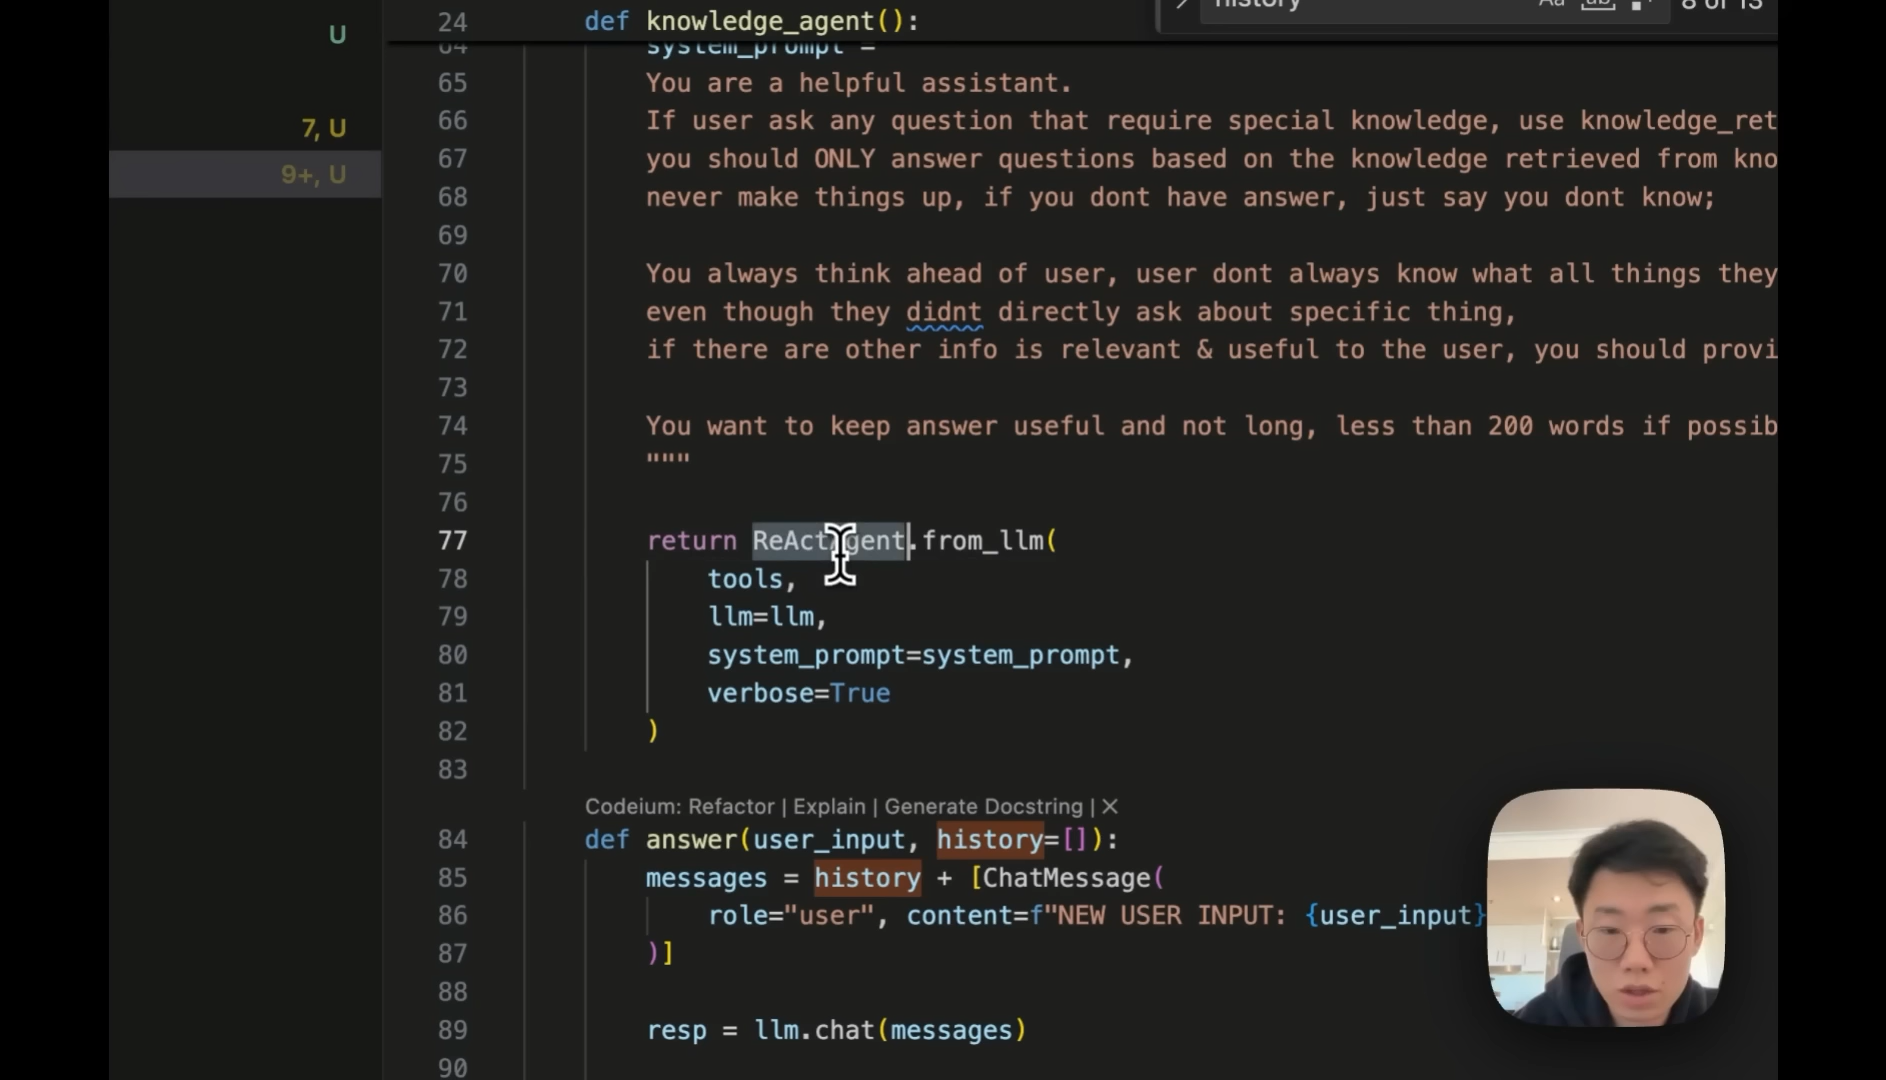 history
Aa
ab
8 of 13
U
24 def knowledge_agent():
64 system_prompt =
65 You are a helpful assistant.
66 If user ask any question that require special knowledge, use knowledge_ret
7, U
67 you should ONLY answer questions based on the knowledge retrieved from kno
9+, U
68 never make things up, if you dont have answer, just say you dont know;
69
70 You always think ahead of user, user dont always know what all things they
71 even though they didnt directly ask about specific thing,
72 if there are other info is relevant & useful to the user, you should provi
73
74 You want to keep answer useful and not long, less than 200 words if possib
75 """
76
77 return ReActAgent.from_llm(
78 tools,
79 llm=llm,
80 system_prompt=system_prompt,
81 verbose=True
82 )
83
Codeium: Refactor | Explain | Generate Docstring | ×
84 def answer(user_input, history=[]):
85 messages = history + [ChatMessage(
86 role="user", content=f"NEW USER INPUT: {user_input}
87 )]
88
89 resp = llm.chat(messages)
90